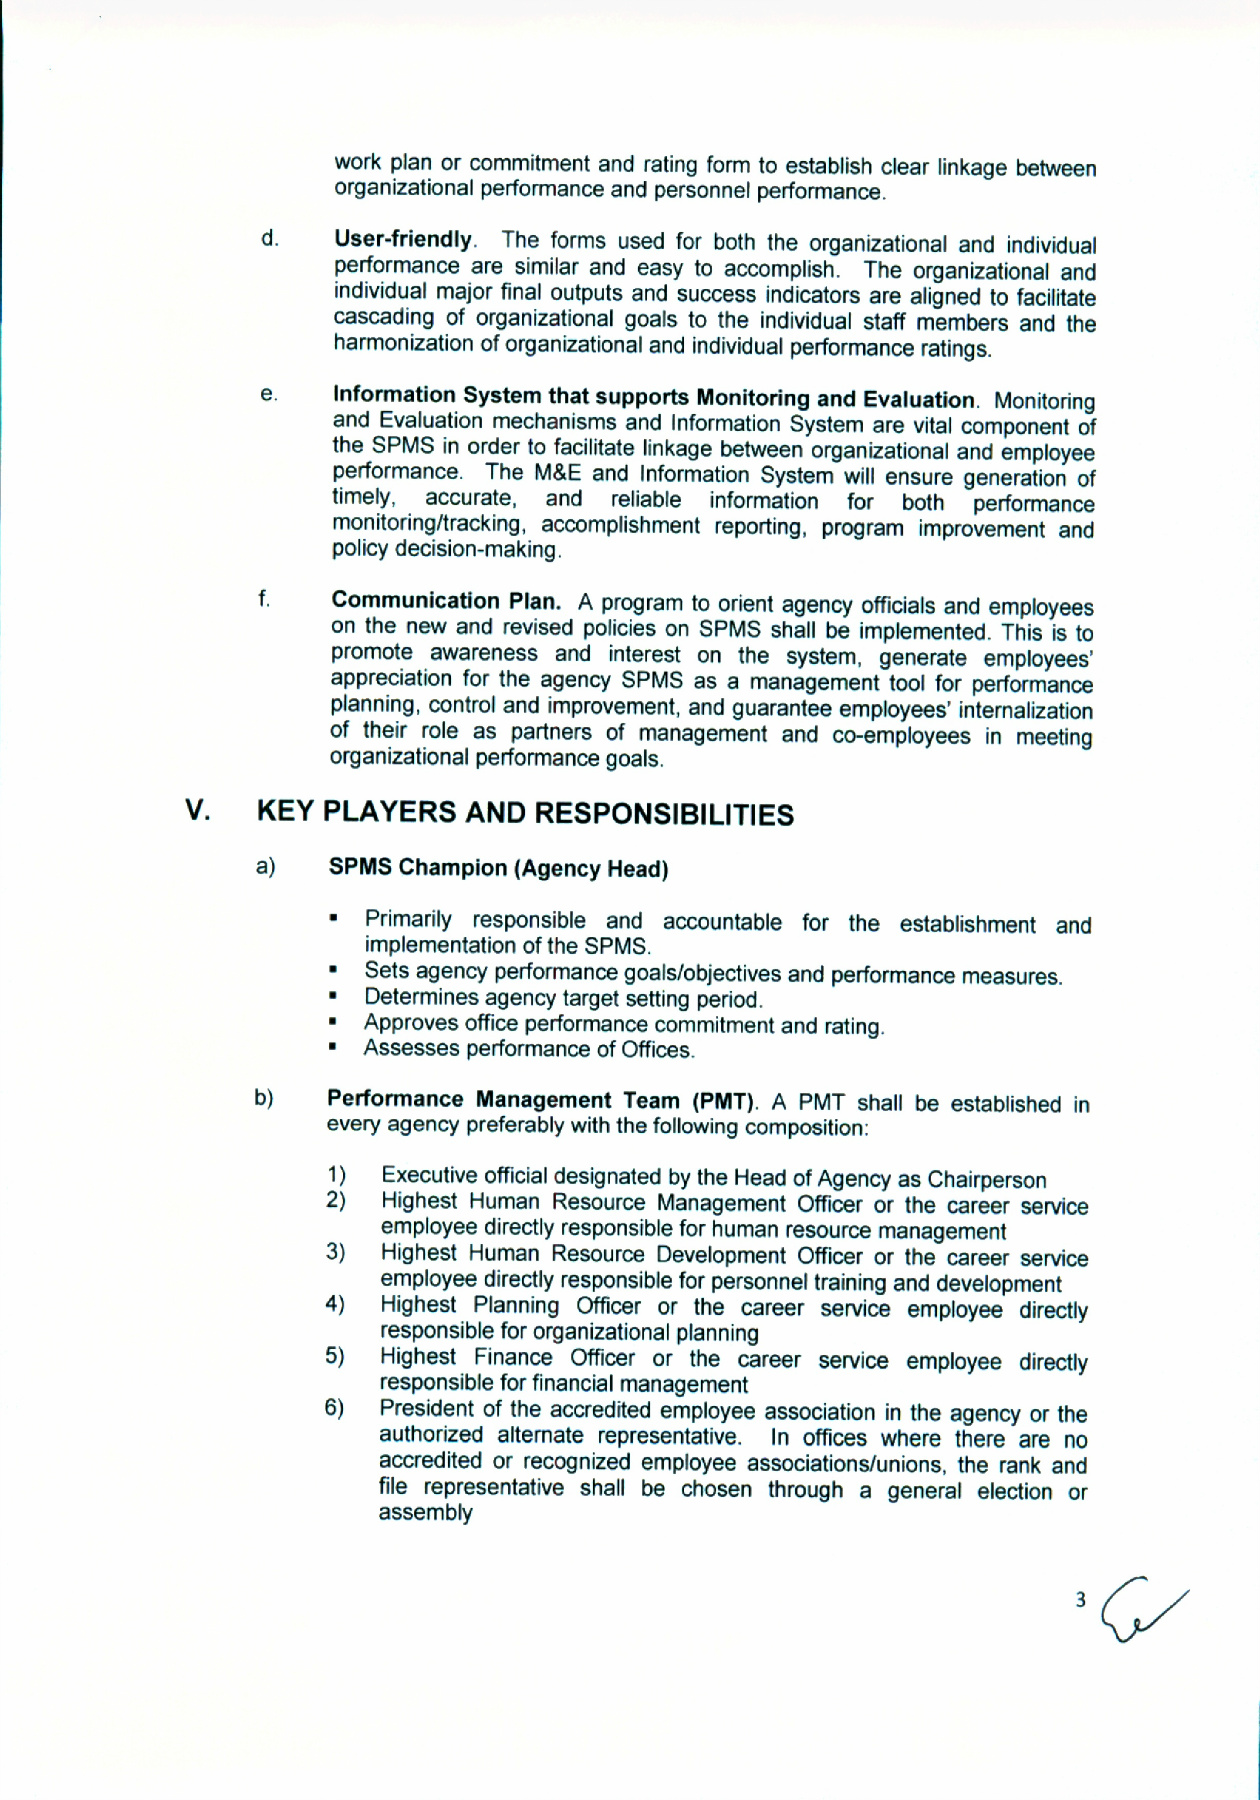 work plan or commitment and rating form to establish clear linkage between
organizational performance and personnel performance.
d. User-friendly. The forms used for both the organizational and individual
performance are similar and easy to accomplish. The organizational and
individual major final outputs and success indicators are aligned to facilitate
cascading of organizational goals to the individual staff members and the
harmonization of organizational and individual performance ratings.
e. Information System that supports Monitoring and Evaluation. Monitoring
and Evaluation mechanisms and Information System are vital component of
the SPMS in order to facilitate linkage between organizational and employee
performance. The M&E and Information System will ensure generation of
timely, accurate, and reliable information for both performance
monitoring/tracking, accomplishment reporting, program improvement and
policy decision-making.
f. Communication Plan. A program to orient agency officials and employees
on the new and revised policies on SPMS shall be implemented. This is to
promote awareness and interest on the system, generate employees'
appreciation for the agency SPMS as a management tool for performance
planning, control and improvement, and guarantee employees' internalization
of their role as partners of management and co-employees in meeting
organizational performance goals.
V. KEY PLAYERS AND RESPONSIBILITIES
a) SPMS Champion (Agency Head)
▪ Primarily responsible and accountable for the establishment and
implementation of the SPMS.
▪ Sets agency performance goals/objectives and performance measures.
▪ Determines agency target setting period.
▪ Approves office performance commitment and rating.
▪ Assesses performance of Offices.
b) Performance Management Team (PMT). A PMT shall be established in
every agency preferably with the following composition:
1) Executive official designated by the Head of Agency as Chairperson
2) Highest Human Resource Management Officer or the career service
employee directly responsible for human resource management
3) Highest Human Resource Development Officer or the career service
employee directly responsible for personnel training and development
4) Highest Planning Officer or the career service employee directly
responsible for organizational planning
5) Highest Finance Officer or the career service employee directly
responsible for financial management
6) President of the accredited employee association in the agency or the
authorized alternate representative. In offices where there are no
accredited or recognized employee associations/unions, the rank and
file representative shall be chosen through a general election or
assembly
3